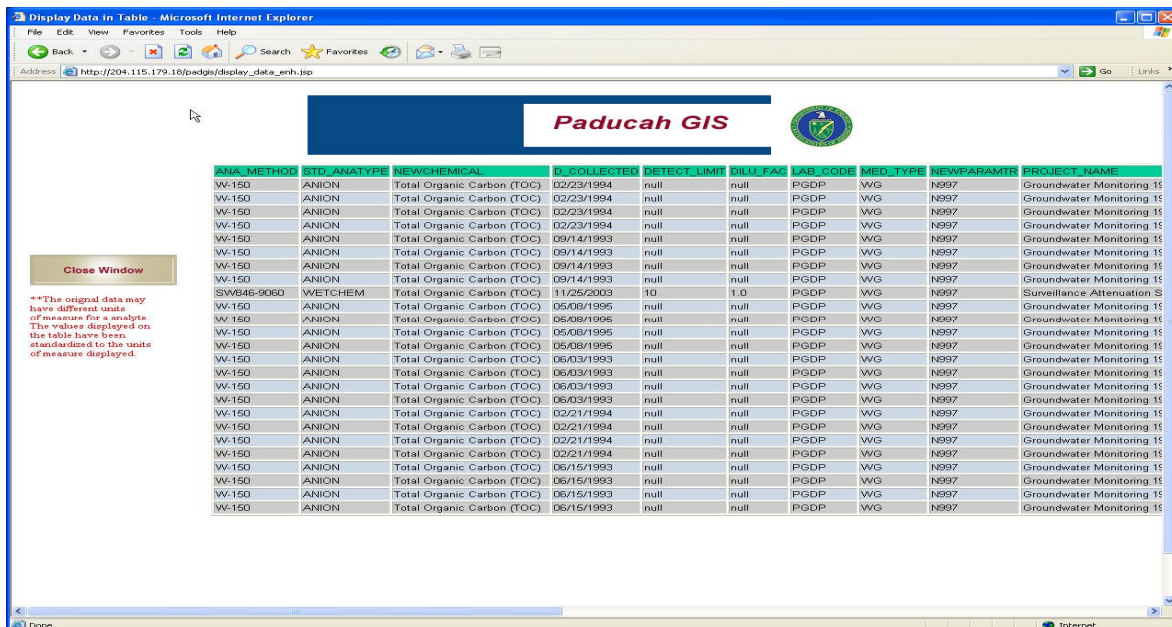 Display Data in Table - Microsoft Internet Explorer
File Edit View Favorites Tools Help
Back Search Favorites
Address http://204.115.179.18/padgis/display_data_enh.jsp Go Links
Paducah GIS
ANA_METHOD STD_ANATYPE NEWCHEMICAL D_COLLECTED DETECT_LIMIT DILU_FAC LAB_CODE MED_TYPE NEWPARAMTR PROJECT_NAME
W-150 ANION Total Organic Carbon (TOC) 02/23/1994 null null PGDP WG N997 Groundwater Monitoring 19
W-150 ANION Total Organic Carbon (TOC) 02/23/1994 null null PGDP WG N997 Groundwater Monitoring 19
W-150 ANION Total Organic Carbon (TOC) 02/23/1994 null null PGDP WG N997 Groundwater Monitoring 19
W-150 ANION Total Organic Carbon (TOC) 02/23/1994 null null PGDP WG N997 Groundwater Monitoring 19
W-150 ANION Total Organic Carbon (TOC) 09/14/1993 null null PGDP WG N997 Groundwater Monitoring 19
W-150 ANION Total Organic Carbon (TOC) 09/14/1993 null null PGDP WG N997 Groundwater Monitoring 19
W-150 ANION Total Organic Carbon (TOC) 09/14/1993 null null PGDP WG N997 Groundwater Monitoring 19
W-150 ANION Total Organic Carbon (TOC) 09/14/1993 null null PGDP WG N997 Groundwater Monitoring 19
SW846-9060 WETCHEM Total Organic Carbon (TOC) 11/25/2003 10 1.0 PGDP WG N997 Surveillance Attenuation S
W-150 ANION Total Organic Carbon (TOC) 05/08/1995 null null PGDP WG N997 Groundwater Monitoring 19
W-150 ANION Total Organic Carbon (TOC) 05/08/1995 null null PGDP WG N997 Groundwater Monitoring 19
W-150 ANION Total Organic Carbon (TOC) 05/08/1995 null null PGDP WG N997 Groundwater Monitoring 19
W-150 ANION Total Organic Carbon (TOC) 05/08/1995 null null PGDP WG N997 Groundwater Monitoring 19
W-150 ANION Total Organic Carbon (TOC) 06/03/1993 null null PGDP WG N997 Groundwater Monitoring 19
W-150 ANION Total Organic Carbon (TOC) 06/03/1993 null null PGDP WG N997 Groundwater Monitoring 19
W-150 ANION Total Organic Carbon (TOC) 06/03/1993 null null PGDP WG N997 Groundwater Monitoring 19
W-150 ANION Total Organic Carbon (TOC) 06/03/1993 null null PGDP WG N997 Groundwater Monitoring 19
W-150 ANION Total Organic Carbon (TOC) 02/21/1994 null null PGDP WG N997 Groundwater Monitoring 19
W-150 ANION Total Organic Carbon (TOC) 02/21/1994 null null PGDP WG N997 Groundwater Monitoring 19
W-150 ANION Total Organic Carbon (TOC) 02/21/1994 null null PGDP WG N997 Groundwater Monitoring 19
W-150 ANION Total Organic Carbon (TOC) 02/21/1994 null null PGDP WG N997 Groundwater Monitoring 19
W-150 ANION Total Organic Carbon (TOC) 06/15/1993 null null PGDP WG N997 Groundwater Monitoring 19
W-150 ANION Total Organic Carbon (TOC) 06/15/1993 null null PGDP WG N997 Groundwater Monitoring 19
W-150 ANION Total Organic Carbon (TOC) 06/15/1993 null null PGDP WG N997 Groundwater Monitoring 19
W-150 ANION Total Organic Carbon (TOC) 06/15/1993 null null PGDP WG N997 Groundwater Monitoring 19
Close Window
**The orignal data may
have different units
of measure for a analyte.
The values displayed on
the table have been
standardized to the units
of measure displayed.
Done Internet